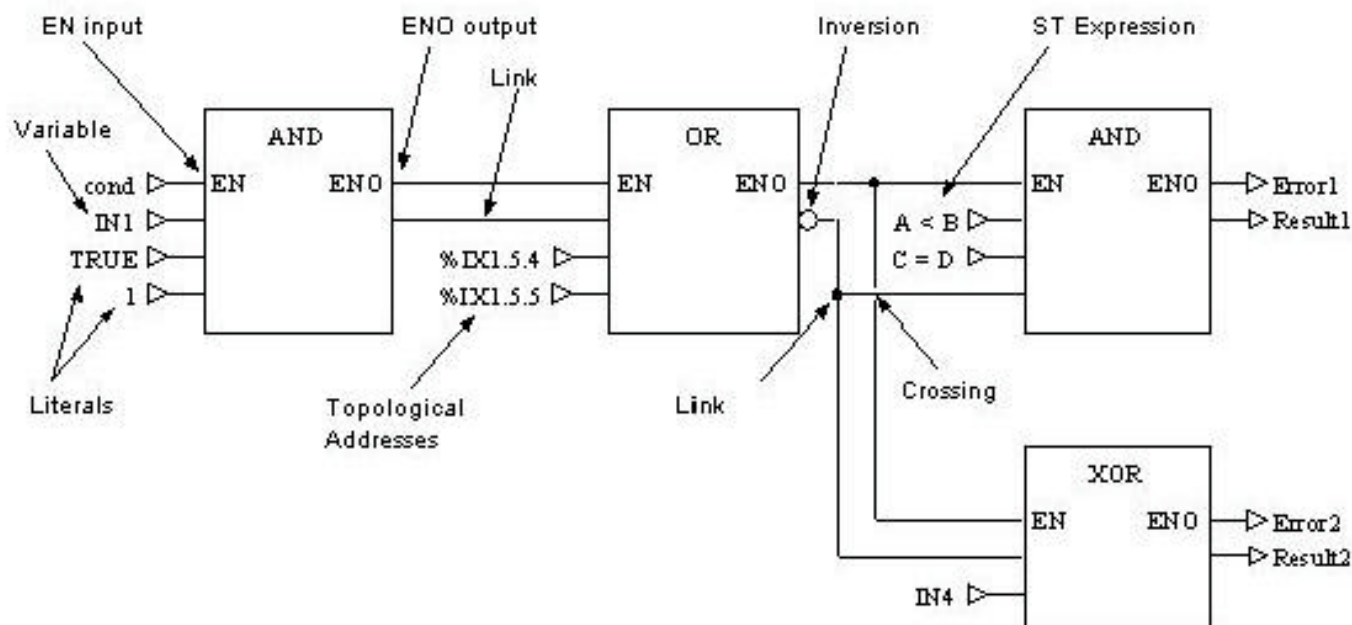 EN input
ENO output
Inversion
ST Expression
Link
Variable
AND
OR
AND
cond
EN
ENO
EN
ENO
EN
ENO
Error1
IN1
A < B
Result1
TRUE
%IX1.5.4
C = D
1
%IX1.5.5
Literals
Topological
Addresses
Link
Crossing
XOR
EN
ENO
Error2
Result2
IN4